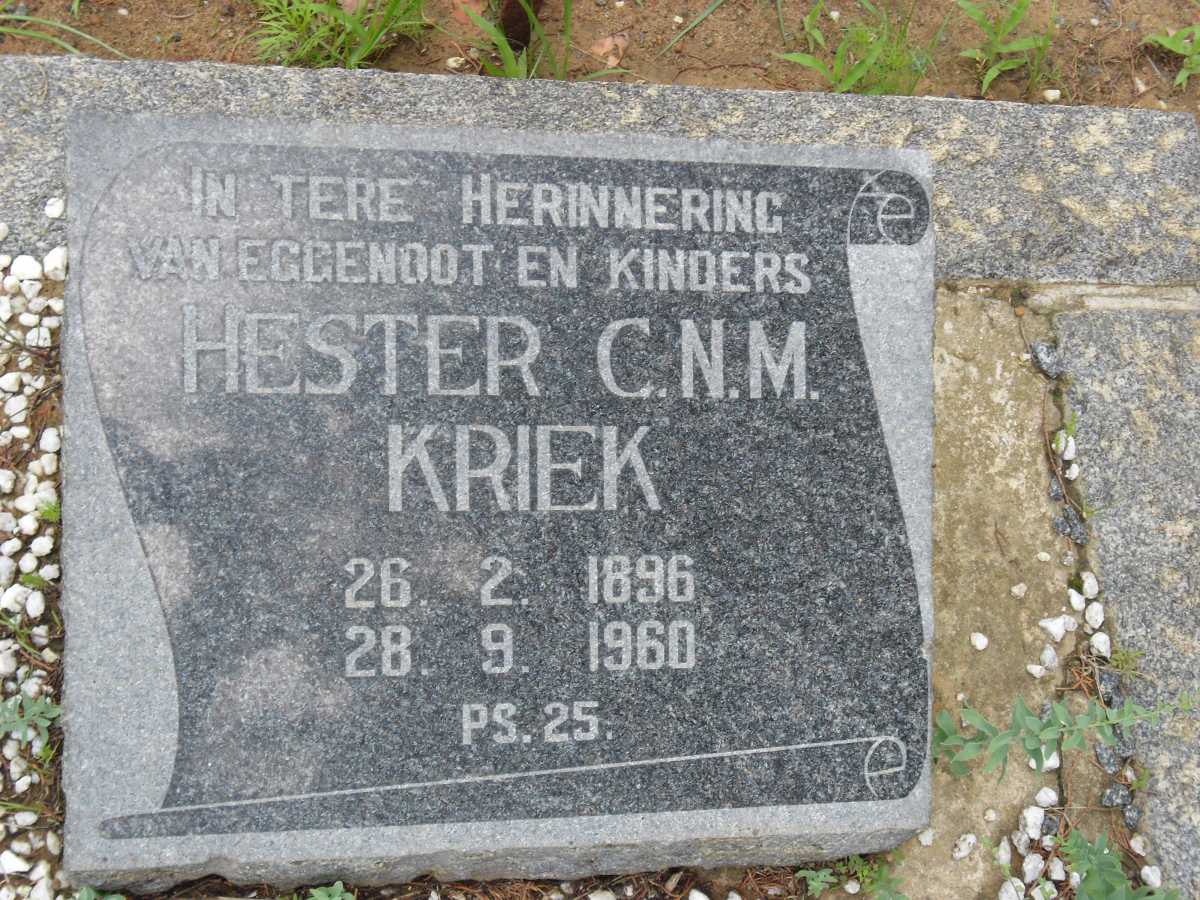 IN TERE HERINNERING
VAN EGGENOOT EN KINDERS
HESTER C.N.M.
KRIEK
26. 2. 1896
28. 9. 1960
PS. 25.